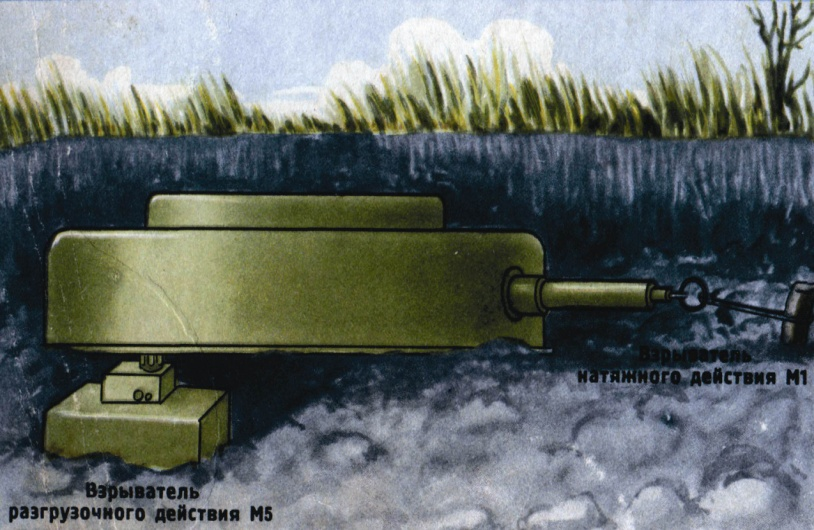 Взрыватель
натяжного действия М1
Взрыватель
разгрузочного действия М5